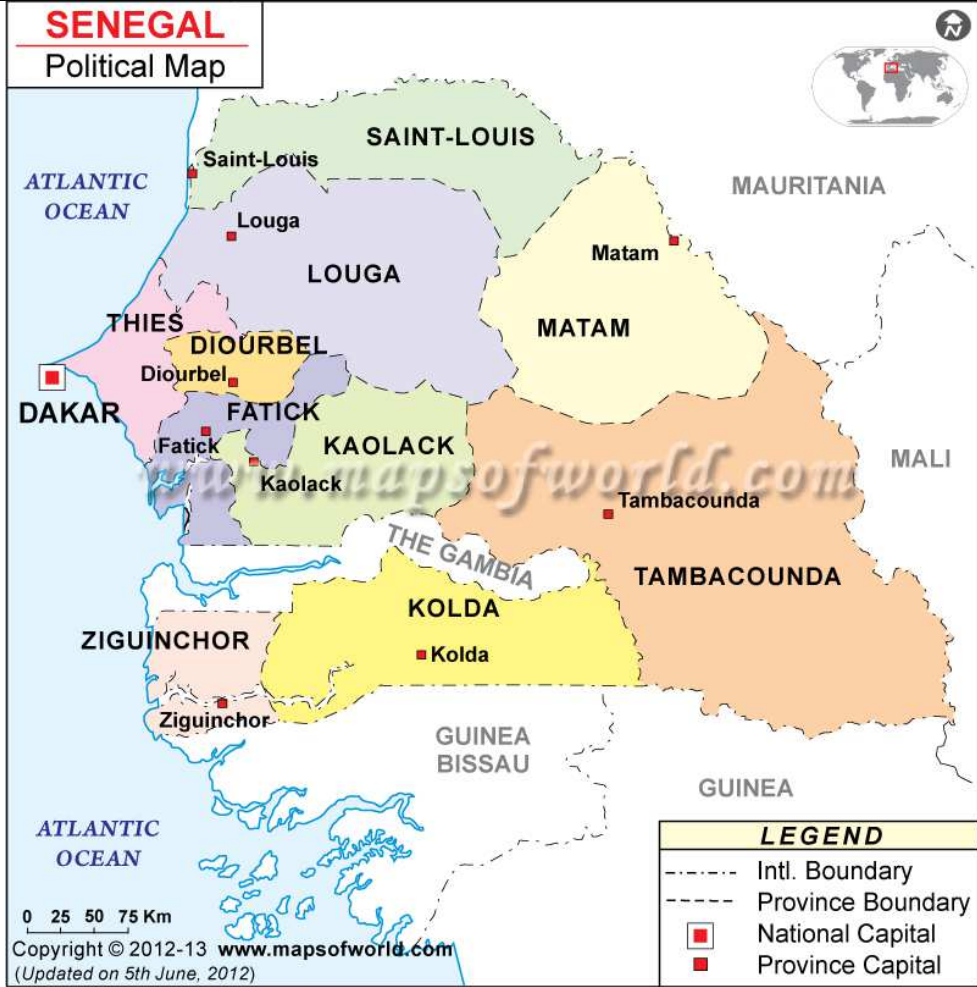 SENEGAL
Political Map
N
SAINT-LOUIS
Saint-Louis
ATLANTIC
OCEAN
MAURITANIA
Louga
Matam
LOUGA
THIES
MATAM
DIOURBEL
Diourbel
DAKAR
FATICK
Fatick
KAOLACK
Kaolack
www.mapsofworld.com
MALI
Tambacounda
THE GAMBIA
TAMBACOUNDA
KOLDA
ZIGUINCHOR
Kolda
Ziguinchor
GUINEA
BISSAU
GUINEA
ATLANTIC
OCEAN
LEGEND
Intl. Boundary
Province Boundary
National Capital
Province Capital
0 25 50 75 Km
Copyright © 2012-13 www.mapsofworld.com
(Updated on 5th June, 2012)